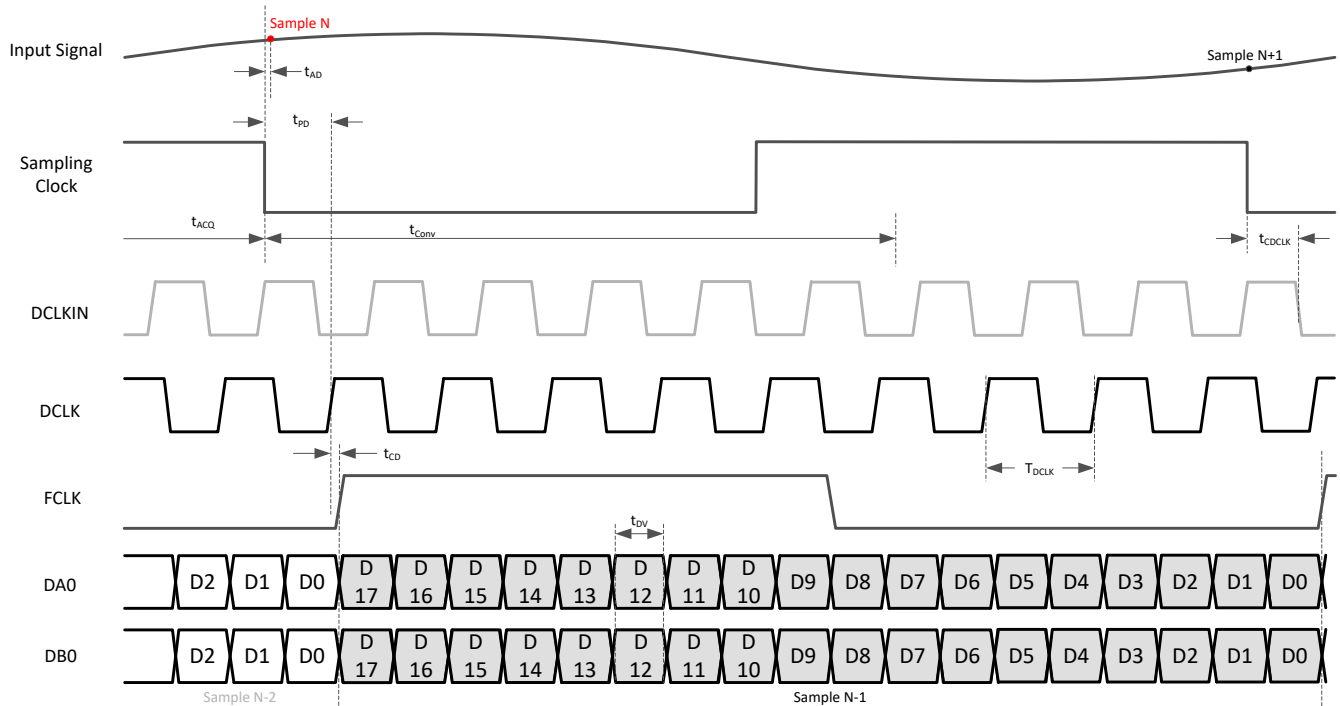 Sample N
Input Signal
Sample N+1
tAD
tPD
Sampling
Clock
tACQ
tConv
tCDCLK
DCLKIN
DCLK
tCD
TDCLK
FCLK
tDV
DA0 D2 D1 D0 D 17 D 16 D 15 D 14 D 13 D 12 D 11 D 10 D9 D8 D7 D6 D5 D4 D3 D2 D1 D0
DB0 D2 D1 D0 D 17 D 16 D 15 D 14 D 13 D 12 D 11 D 10 D9 D8 D7 D6 D5 D4 D3 D2 D1 D0
Sample N-2
Sample N-1